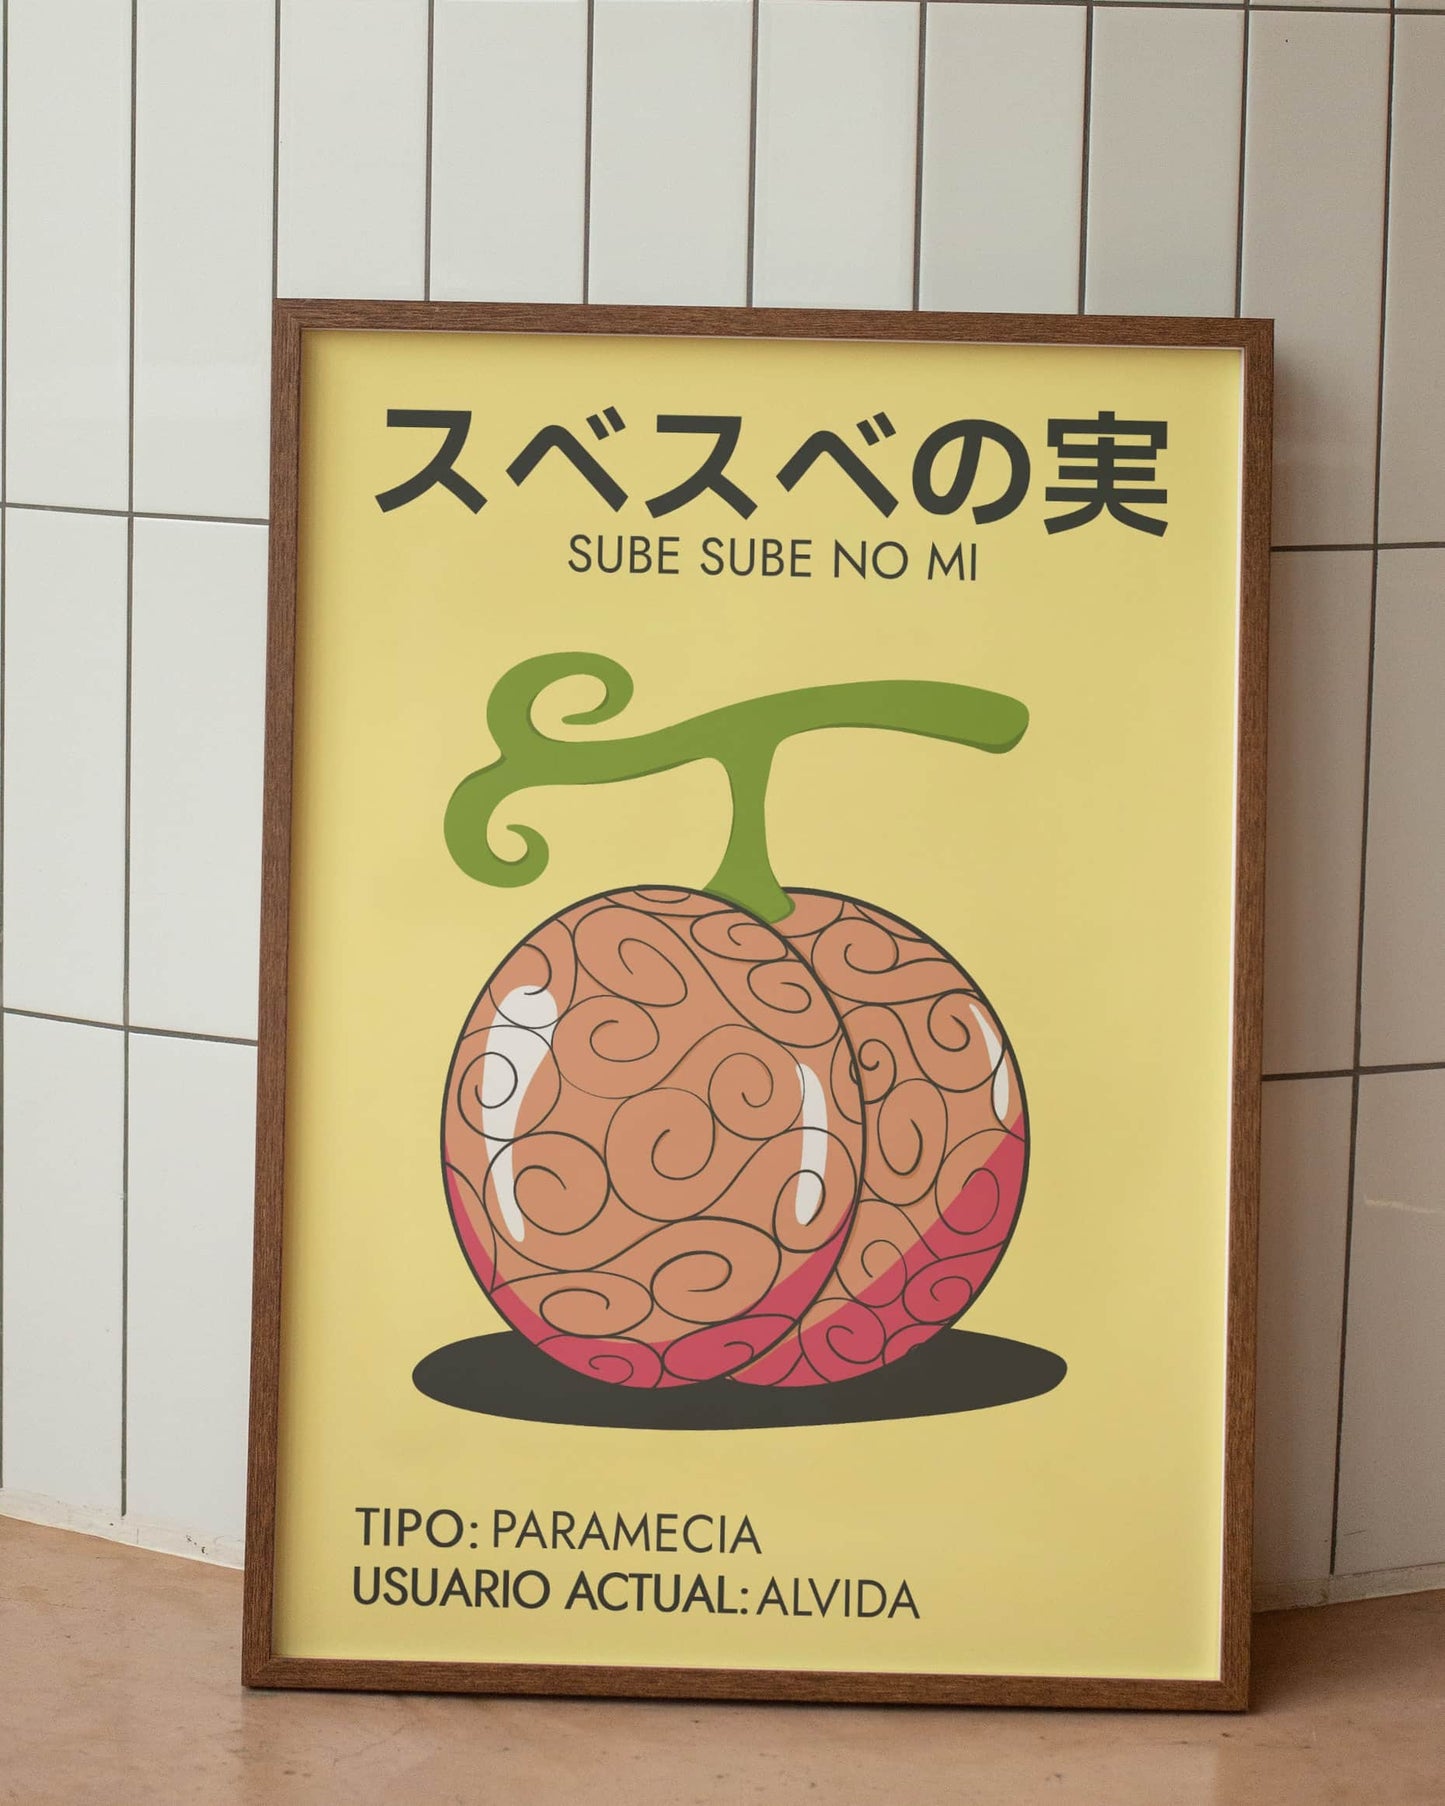 スベスベの実
SUBE SUBE NO MI
TIPO: PARAMECIA
USUARIO ACTUAL: ALVIDA